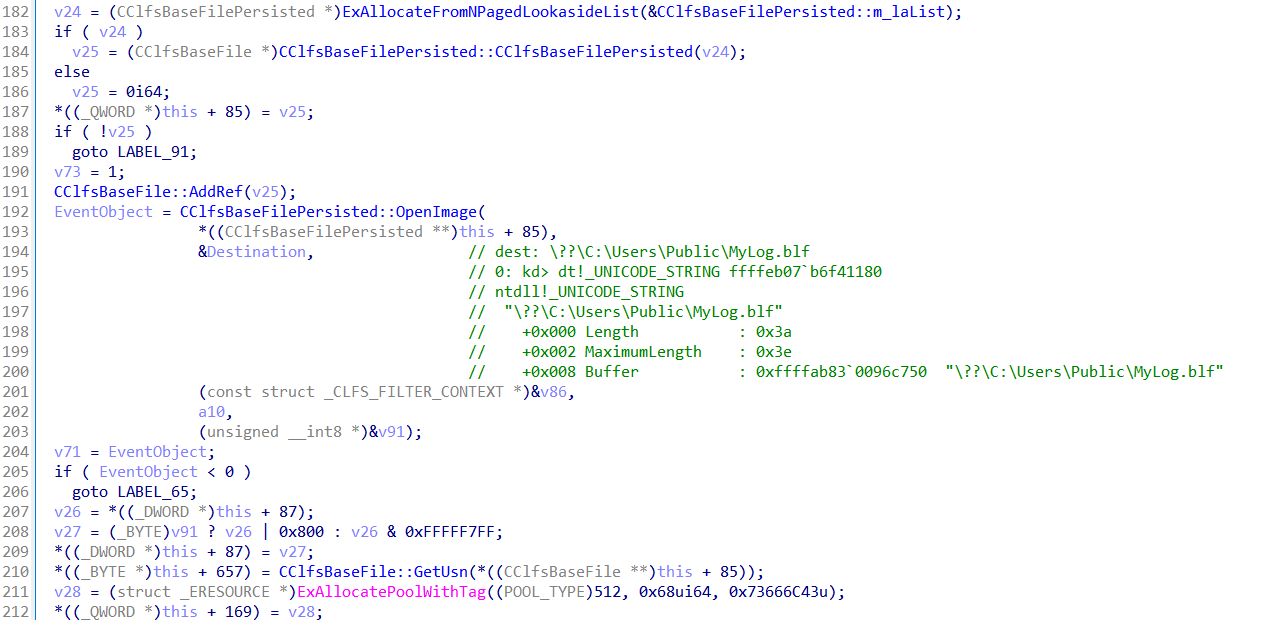 182 v24 = (CClfsBaseFilePersisted *)ExAllocateFromNPagedLookasideList(&CClfsBaseFilePersisted::m_laList);
183 if ( v24 )
184 v25 = (CClfsBaseFile *)CClfsBaseFilePersisted::CClfsBaseFilePersisted(v24);
185 else
186 v25 = 0i64;
187 *((_QWORD *)this + 85) = v25;
188 if ( !v25 )
189 goto LABEL_91;
190 v73 = 1;
191 CClfsBaseFile::AddRef(v25);
192 EventObject = CClfsBaseFilePersisted::OpenImage(
193 *((CClfsBaseFilePersisted **)this + 85),
194 &Destination, // dest: \??\C:\Users\Public\MyLog.blf
195 // 0: kd> dt!_UNICODE_STRING ffffeb07`b6f41180
196 // ntdll!_UNICODE_STRING
197 // "\??\C:\Users\Public\MyLog.blf"
198 // +0x000 Length : 0x3a
199 // +0x002 MaximumLength : 0x3e
200 // +0x008 Buffer : 0xffffab83`0096c750 "\??\C:\Users\Public\MyLog.blf"
201 (const struct _CLFS_FILTER_CONTEXT *)&v86,
202 a10,
203 (unsigned __int8 *)&v91);
204 v71 = EventObject;
205 if ( EventObject < 0 )
206 goto LABEL_65;
207 v26 = *((_DWORD *)this + 87);
208 v27 = (_BYTE)v91 ? v26 | 0x800 : v26 & 0xFFFFF7FF;
209 *((_DWORD *)this + 87) = v27;
210 *((_BYTE *)this + 657) = CClfsBaseFile::GetUsn(*((CClfsBaseFile **)this + 85));
211 v28 = (struct _ERESOURCE *)ExAllocatePoolWithTag((POOL_TYPE)512, 0x68ui64, 0x73666C43u);
212 *((_QWORD *)this + 169) = v28;